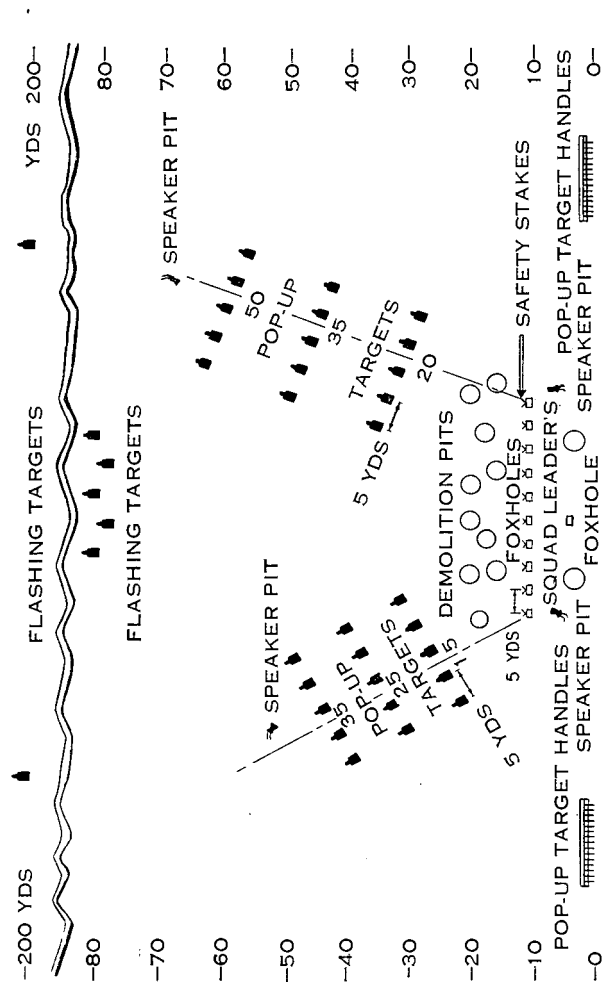 -200 YDS
YDS 200-
FLASHING TARGETS
-80
80-
FLASHING TARGETS
-70
70-
SPEAKER PIT
-60
60-
50
POP-UP
SPEAKER PIT
-50
50-
35
-40
40-
35
POP-UP
25
TARGETS
15
TARGETS
20
-30
30-
5 YDS
5 YDS
DEMOLITION PITS
-20
20-
FOXHOLES
5 YDS
SAFETY STAKES
-10
10-
SQUAD LEADER'S
FOXHOLE
POP-UP TARGET HANDLES
SPEAKER PIT
POP-UP TARGET HANDLES
SPEAKER PIT
-0
0-